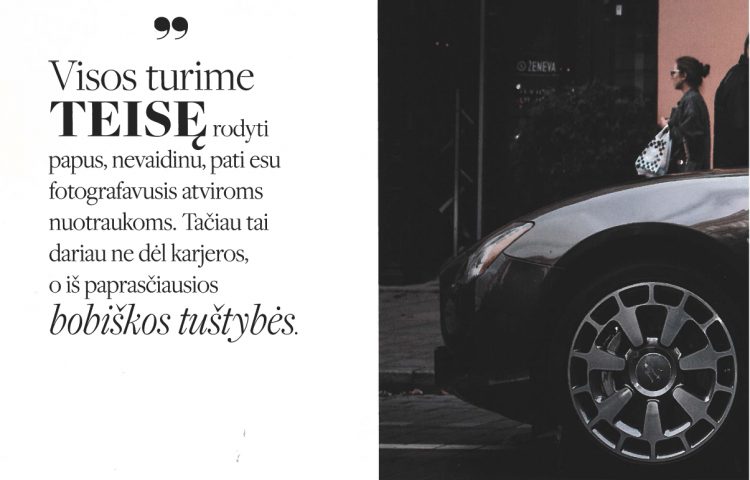 ”
Visos turime
TEISĘ rodyti
papus, nevaidinu, pati esu
fotografavusis atviroms
nuotraukoms. Tačiau tai
dariau ne dėl karjeros,
o iš paprasčiausios
bobiškos tuštybės.
ŽENEVA